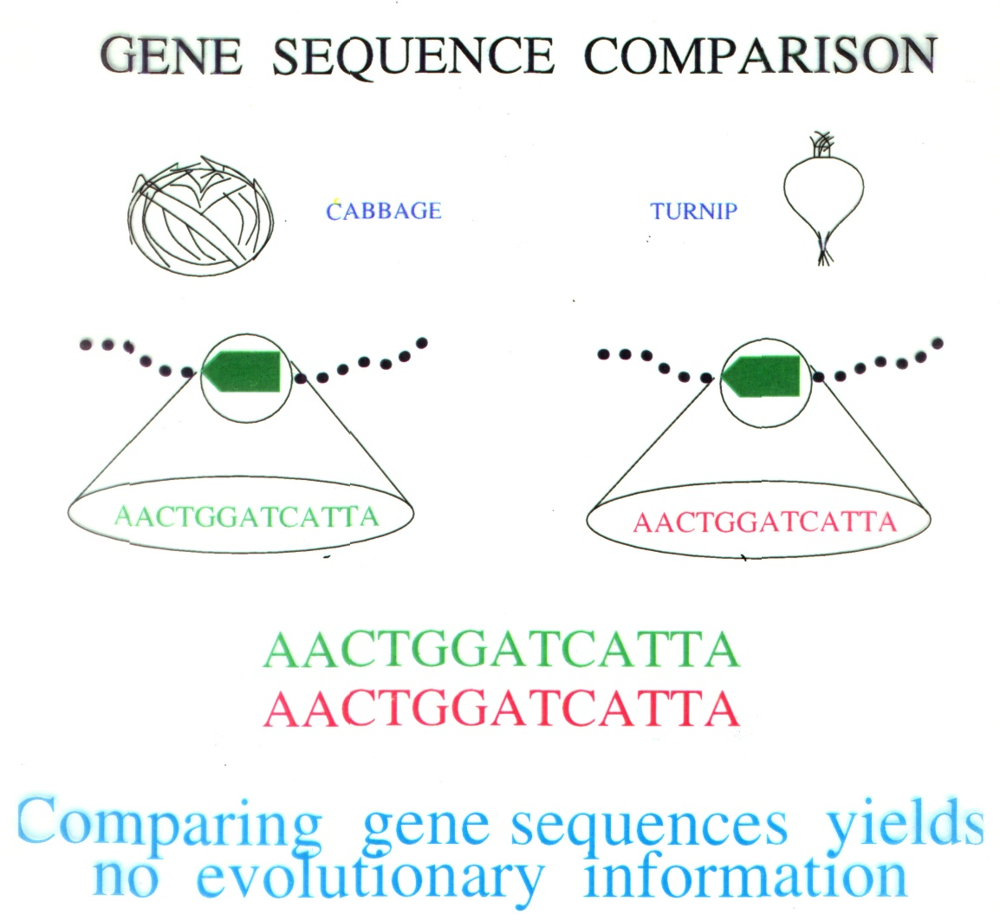 GENE SEQUENCE COMPARISON
CABBAGE TURNIP
AACTGGATCATTA AACTGGATCATTA
AACTGGATCATTA
AACTGGATCATTA
Comparing gene sequences yields
no evolutionary information